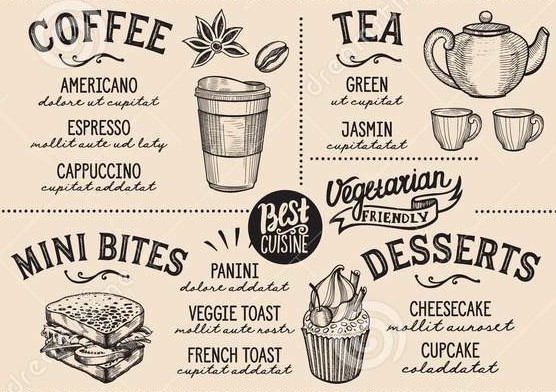 COFFEE
AMERICANO
dolore ut cupitat
ESPRESSO
mollit aute ud laty
CAPPUCCINO
cupitat addatat
TEA
GREEN
ut cupitat
JASMIN
cupitatatat
Best
CUISINE
Vegetarian
FRIENDLY
MINI BITES
PANINI
dolore addatat
VEGGIE TOAST
mollit aute nostr
FRENCH TOAST
cupitat addatat
DESSERTS
CHEESECAKE
mollit auroset
CUPCAKE
coladdatat